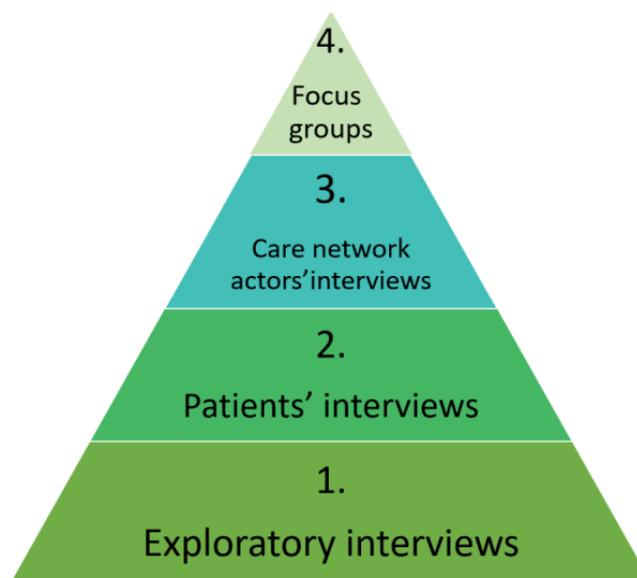 4.
Focus
groups
3.
Care network
actors’interviews
2.
Patients’ interviews
1.
Exploratory interviews